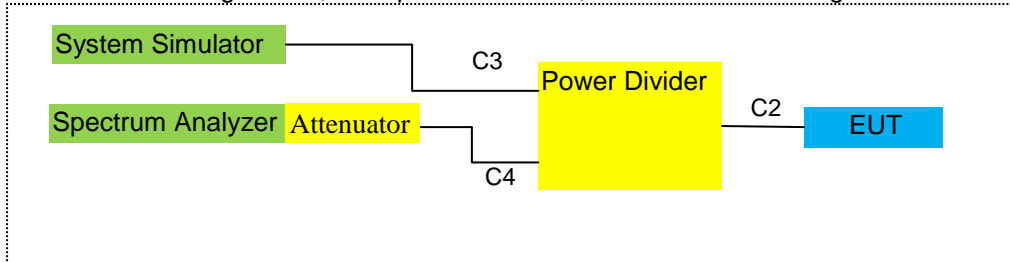 System Simulator
C3
Power Divider
C2
Spectrum Analyzer Attenuator
EUT
C4